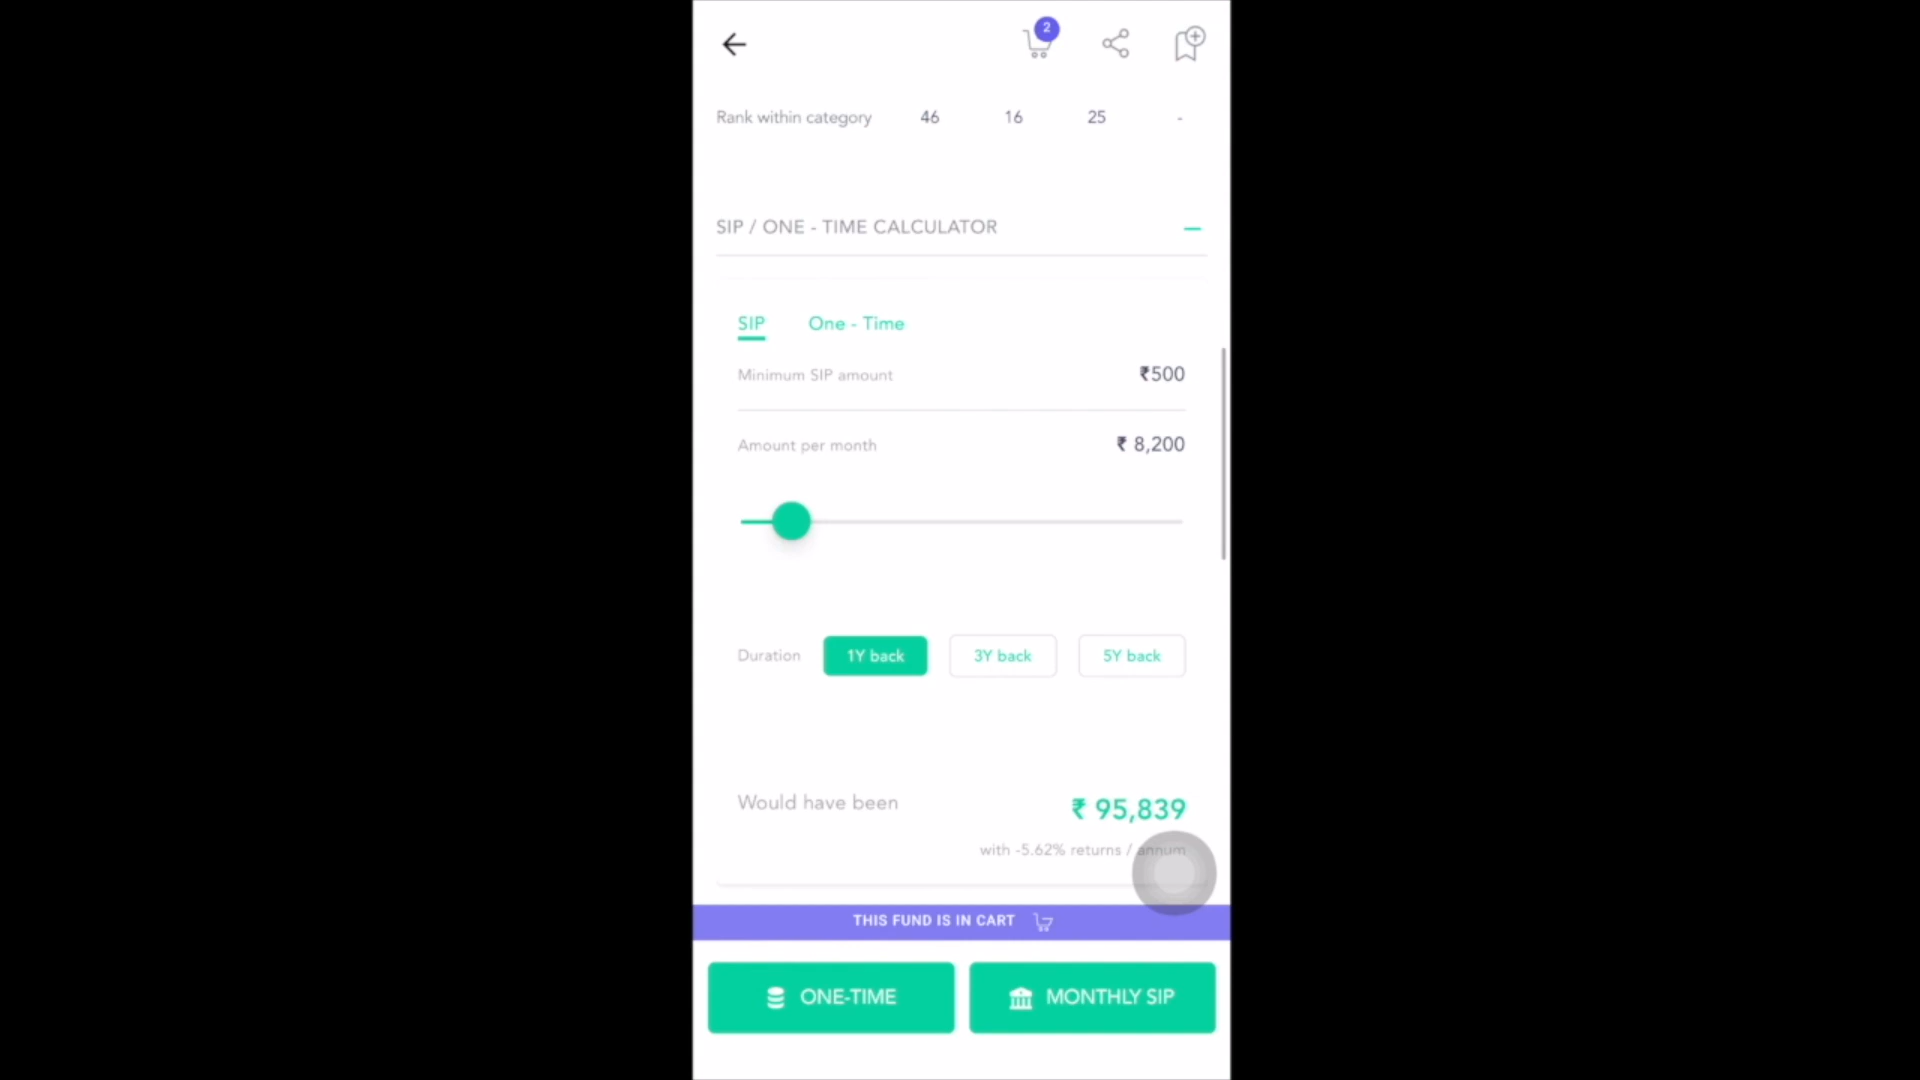 2
Rank within category 46 16 25 -
SIP / ONE - TIME CALCULATOR
SIP One - Time
Minimum SIP amount ₹500
Amount per month ₹ 8,200
Duration 1Y back 3Y back 5Y back
Would have been ₹ 95,839
with -5.62% returns / annum
THIS FUND IS IN CART
ONE-TIME MONTHLY SIP